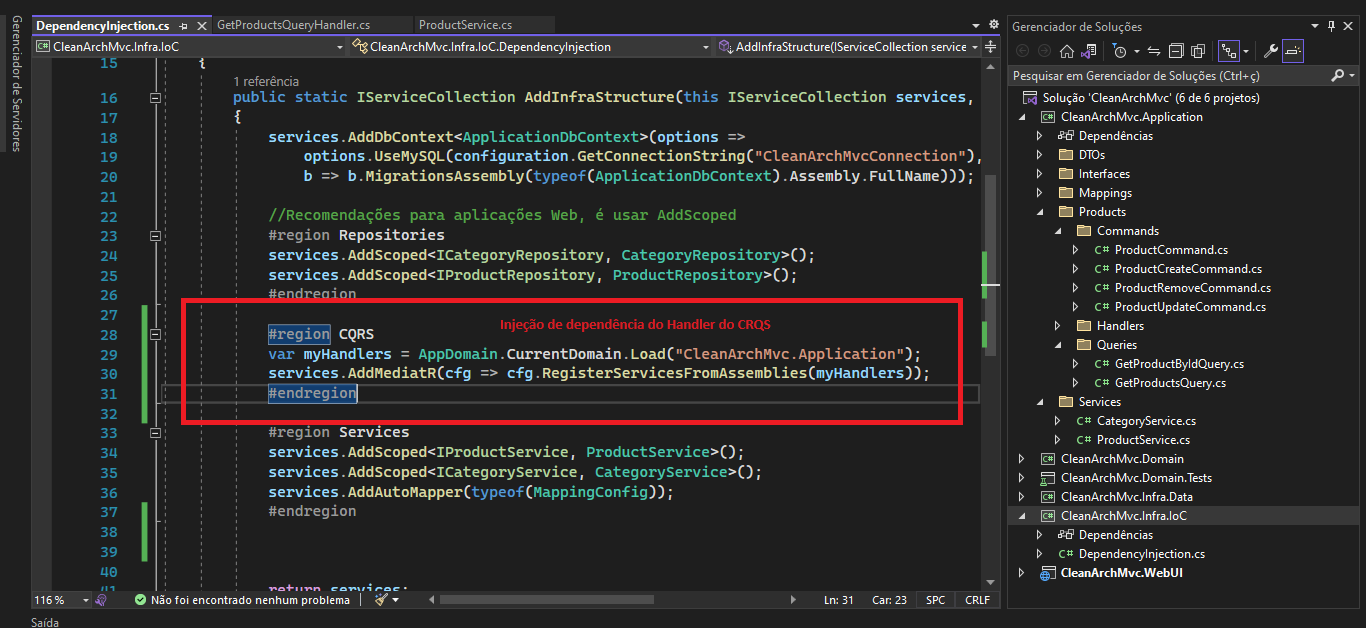 Gerenciador de Servidores
DependencyInjection.cs
GetProductsQueryHandler.cs
ProductService.cs
CleanArchMvc.Infra.IoC
CleanArchMvc.Infra.IoC.DependencyInjection
AddInfraStructure(IServiceCollection service
15 {
1 referência
16 public static IServiceCollection AddInfraStructure(this IServiceCollection services,
17 {
18 services.AddDbContext<ApplicationDbContext>(options =>
19 options.UseMySQL(configuration.GetConnectionString("CleanArchMvcConnection"),
20 b => b.MigrationsAssembly(typeof(ApplicationDbContext).Assembly.FullName)));
21
22 //Recomendações para aplicações Web, é usar AddScoped
23 #region Repositories
24 services.AddScoped<ICategoryRepository, CategoryRepository>();
25 services.AddScoped<IProductRepository, ProductRepository>();
26 #endregion
27
Injeção de dependência do Handler do CRQS
28 #region CQRS
29 var myHandlers = AppDomain.CurrentDomain.Load("CleanArchMvc.Application");
30 services.AddMediatR(cfg => cfg.RegisterServicesFromAssemblies(myHandlers));
31 #endregion
32
33 #region Services
34 services.AddScoped<IProductService, ProductService>();
35 services.AddScoped<ICategoryService, CategoryService>();
36 services.AddAutoMapper(typeof(MappingConfig));
37 #endregion
38
39
40
41 return services;
116 %
Não foi encontrado nenhum problema
Ln: 31
Car: 23
SPC
CRLF
Saída
Gerenciador de Soluções
Pesquisar em Gerenciador de Soluções (Ctrl+ç)
Solução 'CleanArchMvc' (6 de 6 projetos)
C# CleanArchMvc.Application
Dependências
DTOs
Interfaces
Mappings
Products
Commands
C# ProductCommand.cs
C# ProductCreateCommand.cs
C# ProductRemoveCommand.cs
C# ProductUpdateCommand.cs
Handlers
Queries
C# GetProductByIdQuery.cs
C# GetProductsQuery.cs
Services
C# CategoryService.cs
C# ProductService.cs
C# CleanArchMvc.Domain
CleanArchMvc.Domain.Tests
C# CleanArchMvc.Infra.Data
C# CleanArchMvc.Infra.IoC
Dependências
C# DependencyInjection.cs
CleanArchMvc.WebUI